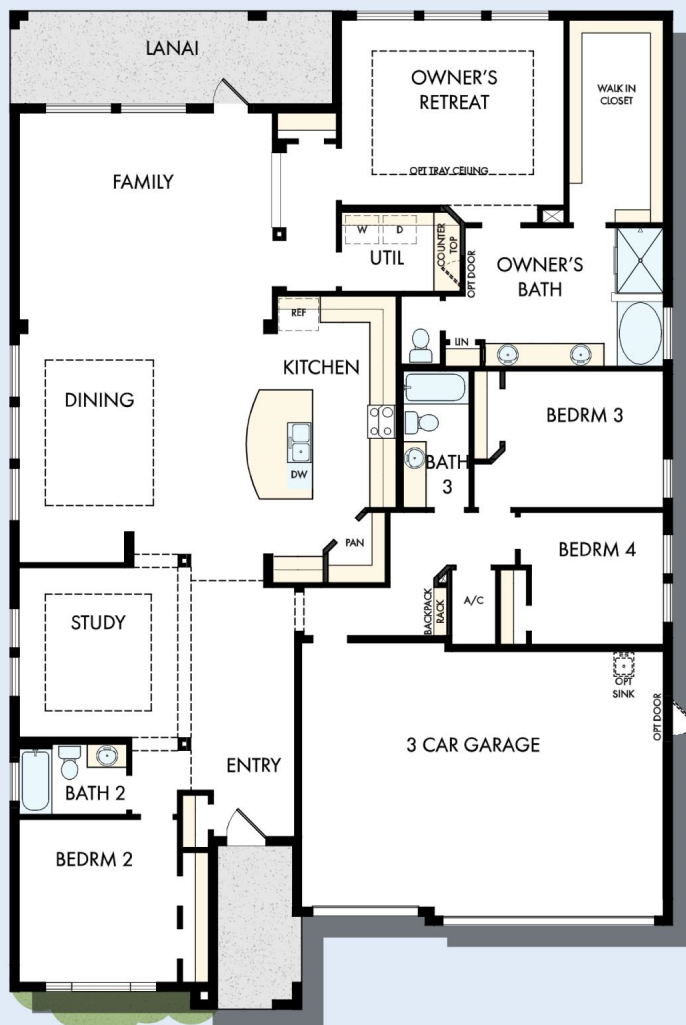 LANAI
OWNER'S
RETREAT
OPT TRAY CEILING
WALK IN
CLOSET
FAMILY
W
D
UTIL
COUNTER
TOP
OPT DOOR
OWNER'S
BATH
REF
KITCHEN
LIN
DINING
DW
BATH
3
BEDRM 3
PAN
BEDRM 4
STUDY
BACKPACK
RACK
A/C
OPT
SINK
OPT DOOR
3 CAR GARAGE
ENTRY
BATH 2
BEDRM 2